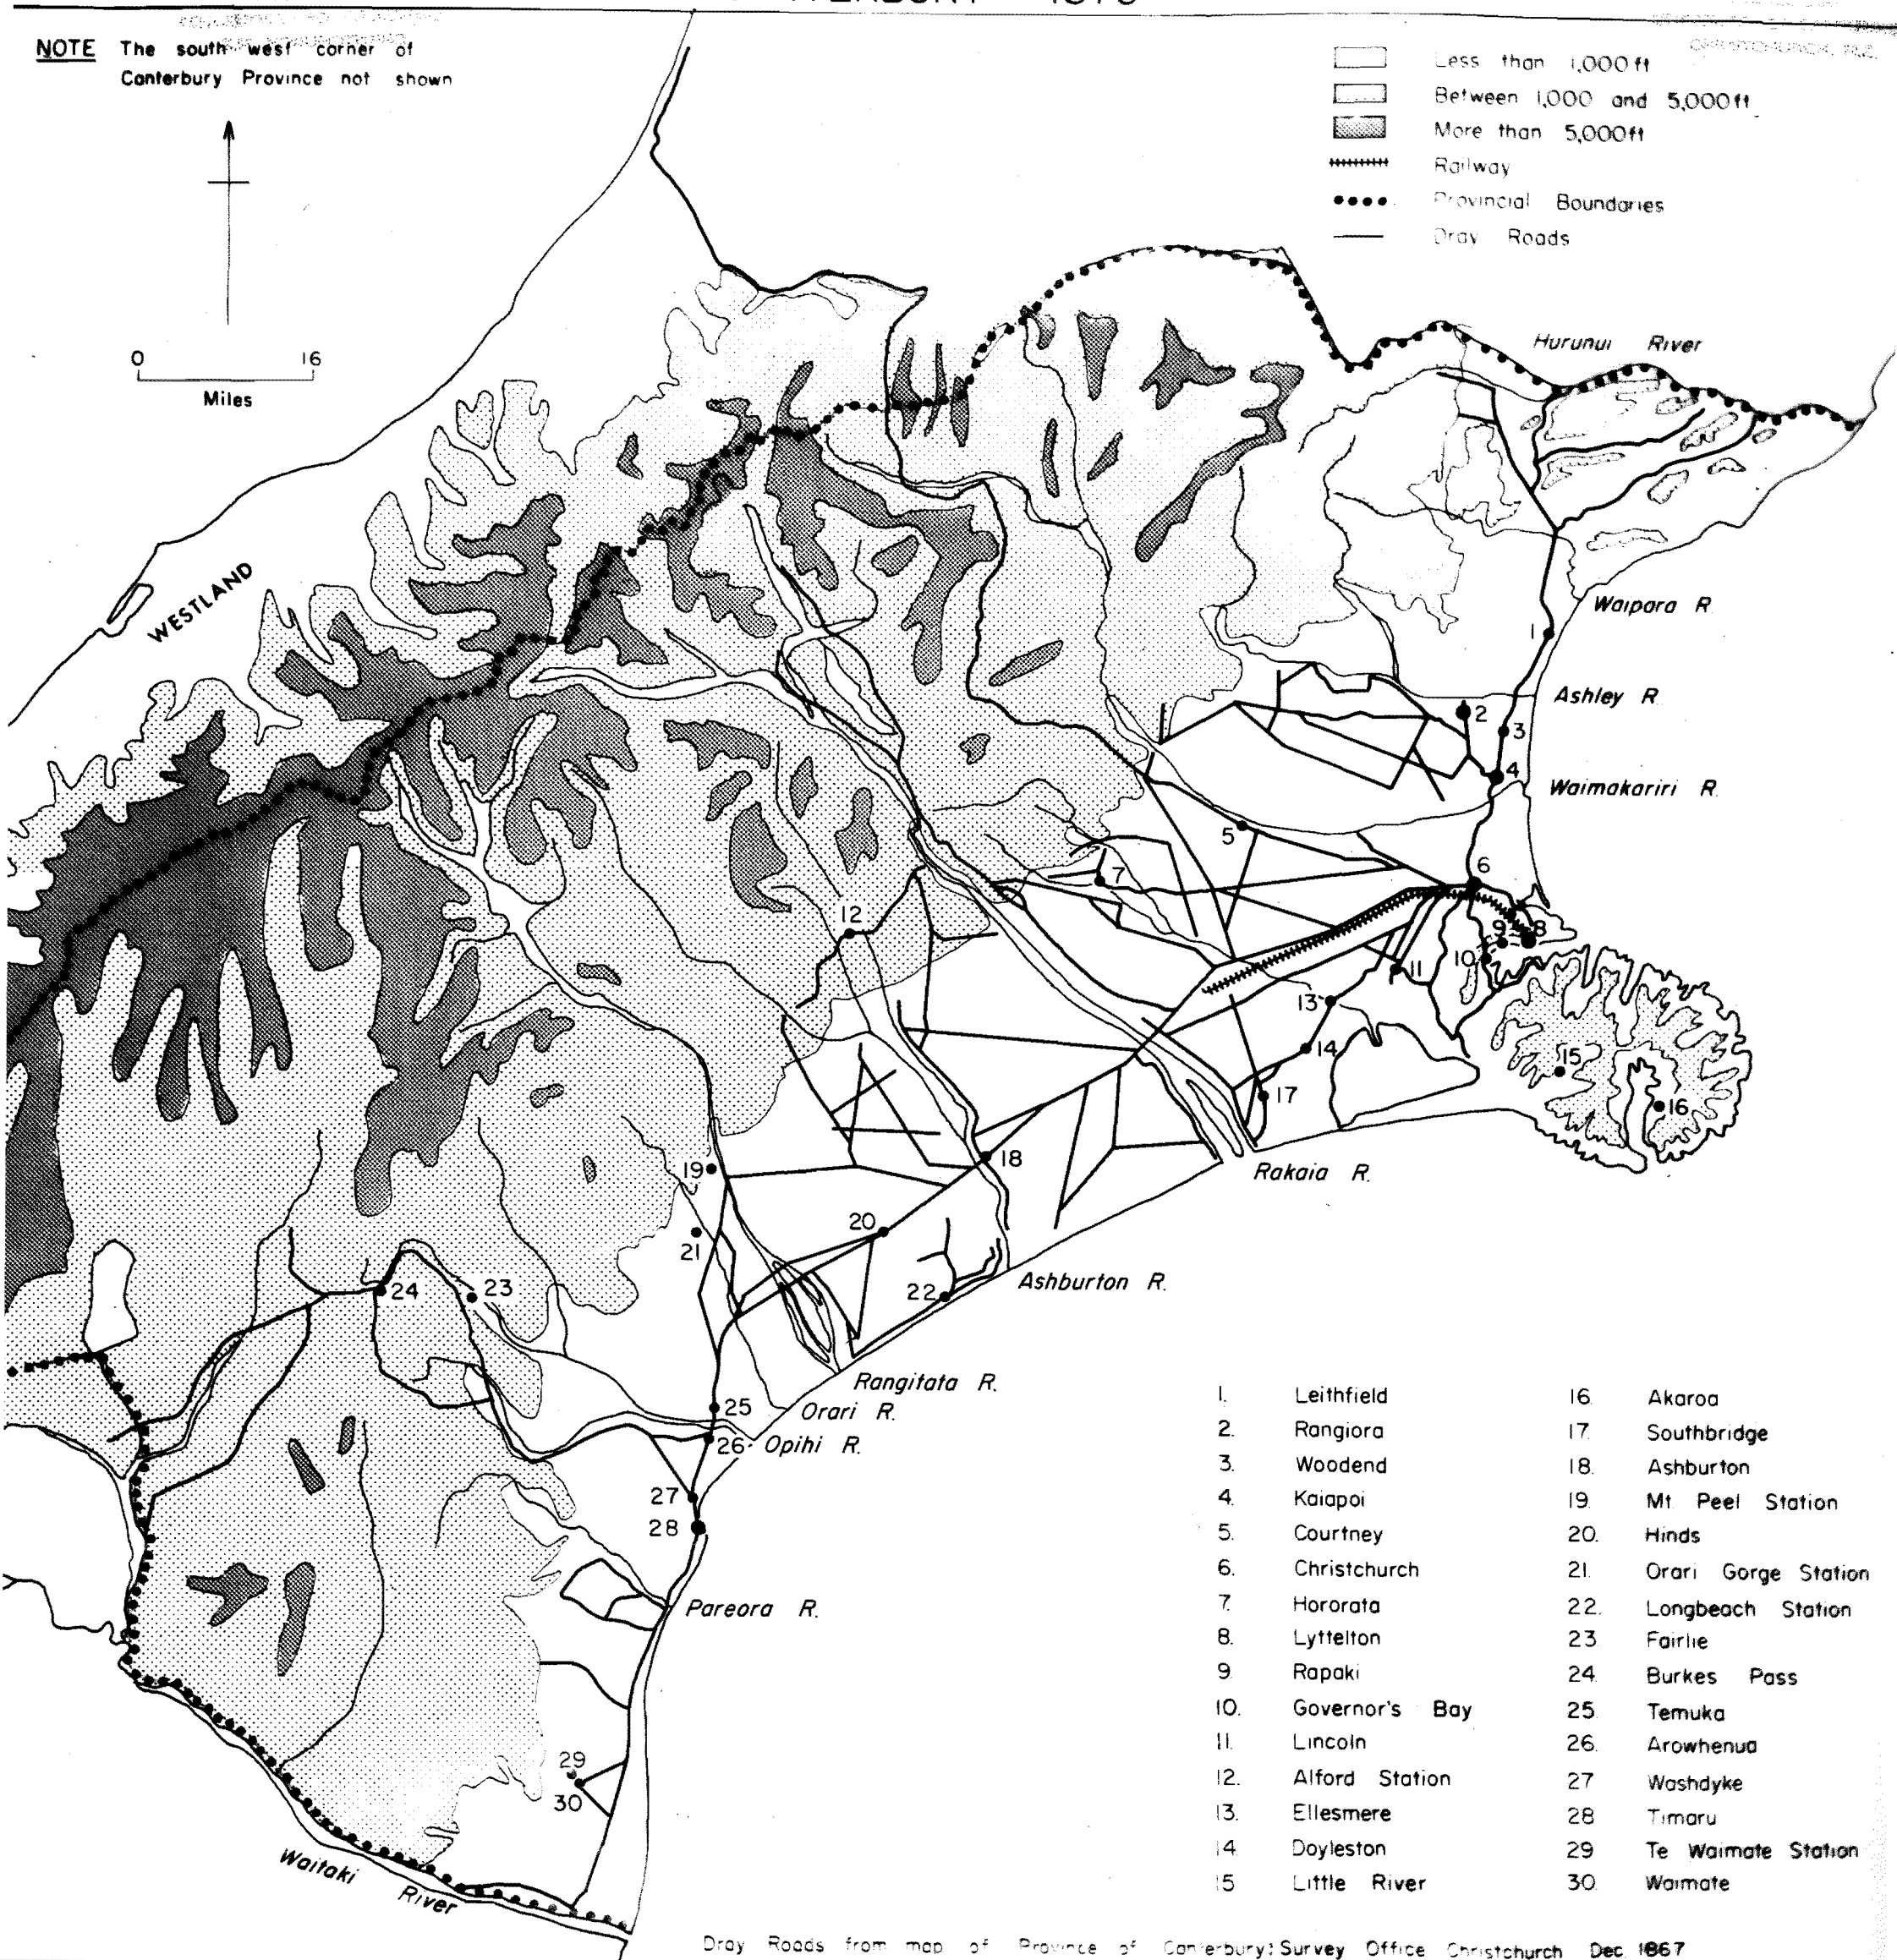 NOTE The south west corner of
Canterbury Province not shown
Less than 1,000 ft
Between 1,000 and 5,000ft
More than 5,000ft
Railway
Provincial Boundaries
Dray Roads
CHRISTCHURCH, N.Z.
0 16
Miles
Hurunui River
WESTLAND
Waipara R.
1
Ashley R.
2
3
4
Waimakariri R.
5
6
7
12
9 8
10
11
13
14
15
16
17
18
Rakaia R.
19
20
21
22
Ashburton R.
24
23
Rangitata R.
25
Orari R.
26
Opihi R.
27
28
Pareora R.
29
30
Waitaki River
1. Leithfield
2. Rangiora
3. Woodend
4. Kaiapoi
5. Courtney
6. Christchurch
7. Hororata
8. Lyttelton
9. Rapaki
10. Governor's Bay
11. Lincoln
12. Alford Station
13. Ellesmere
14 Doyleston
15 Little River
16. Akaroa
17. Southbridge
18. Ashburton
19. Mt Peel Station
20. Hinds
21. Orari Gorge Station
22. Longbeach Station
23. Fairlie
24. Burkes Pass
25. Temuka
26. Arowhenua
27 Washdyke
28 Timaru
29 Te Waimate Station
30. Waimate
Dray Roads from map of Province of Canterbury: Survey Office Christchurch Dec. 1867